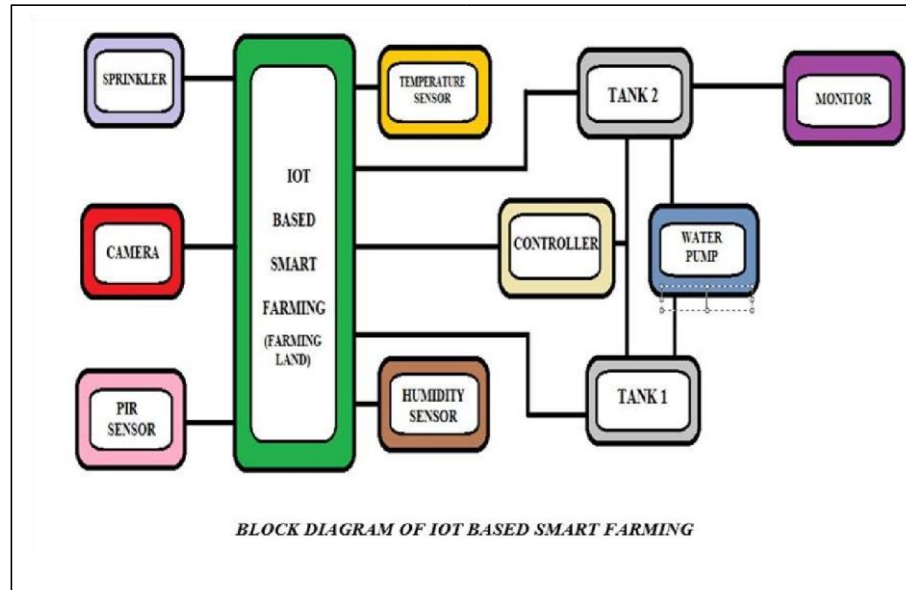 SPRINKLER
CAMERA
PIR
SENSOR
IOT
BASED
SMART
FARMING
(FARMING
LAND)
TEMPERATURE
SENSOR
HUMIDITY
SENSOR
CONTROLLER
TANK 2
WATER
PUMP
TANK 1
MONITOR
BLOCK DIAGRAM OF IOT BASED SMART FARMING